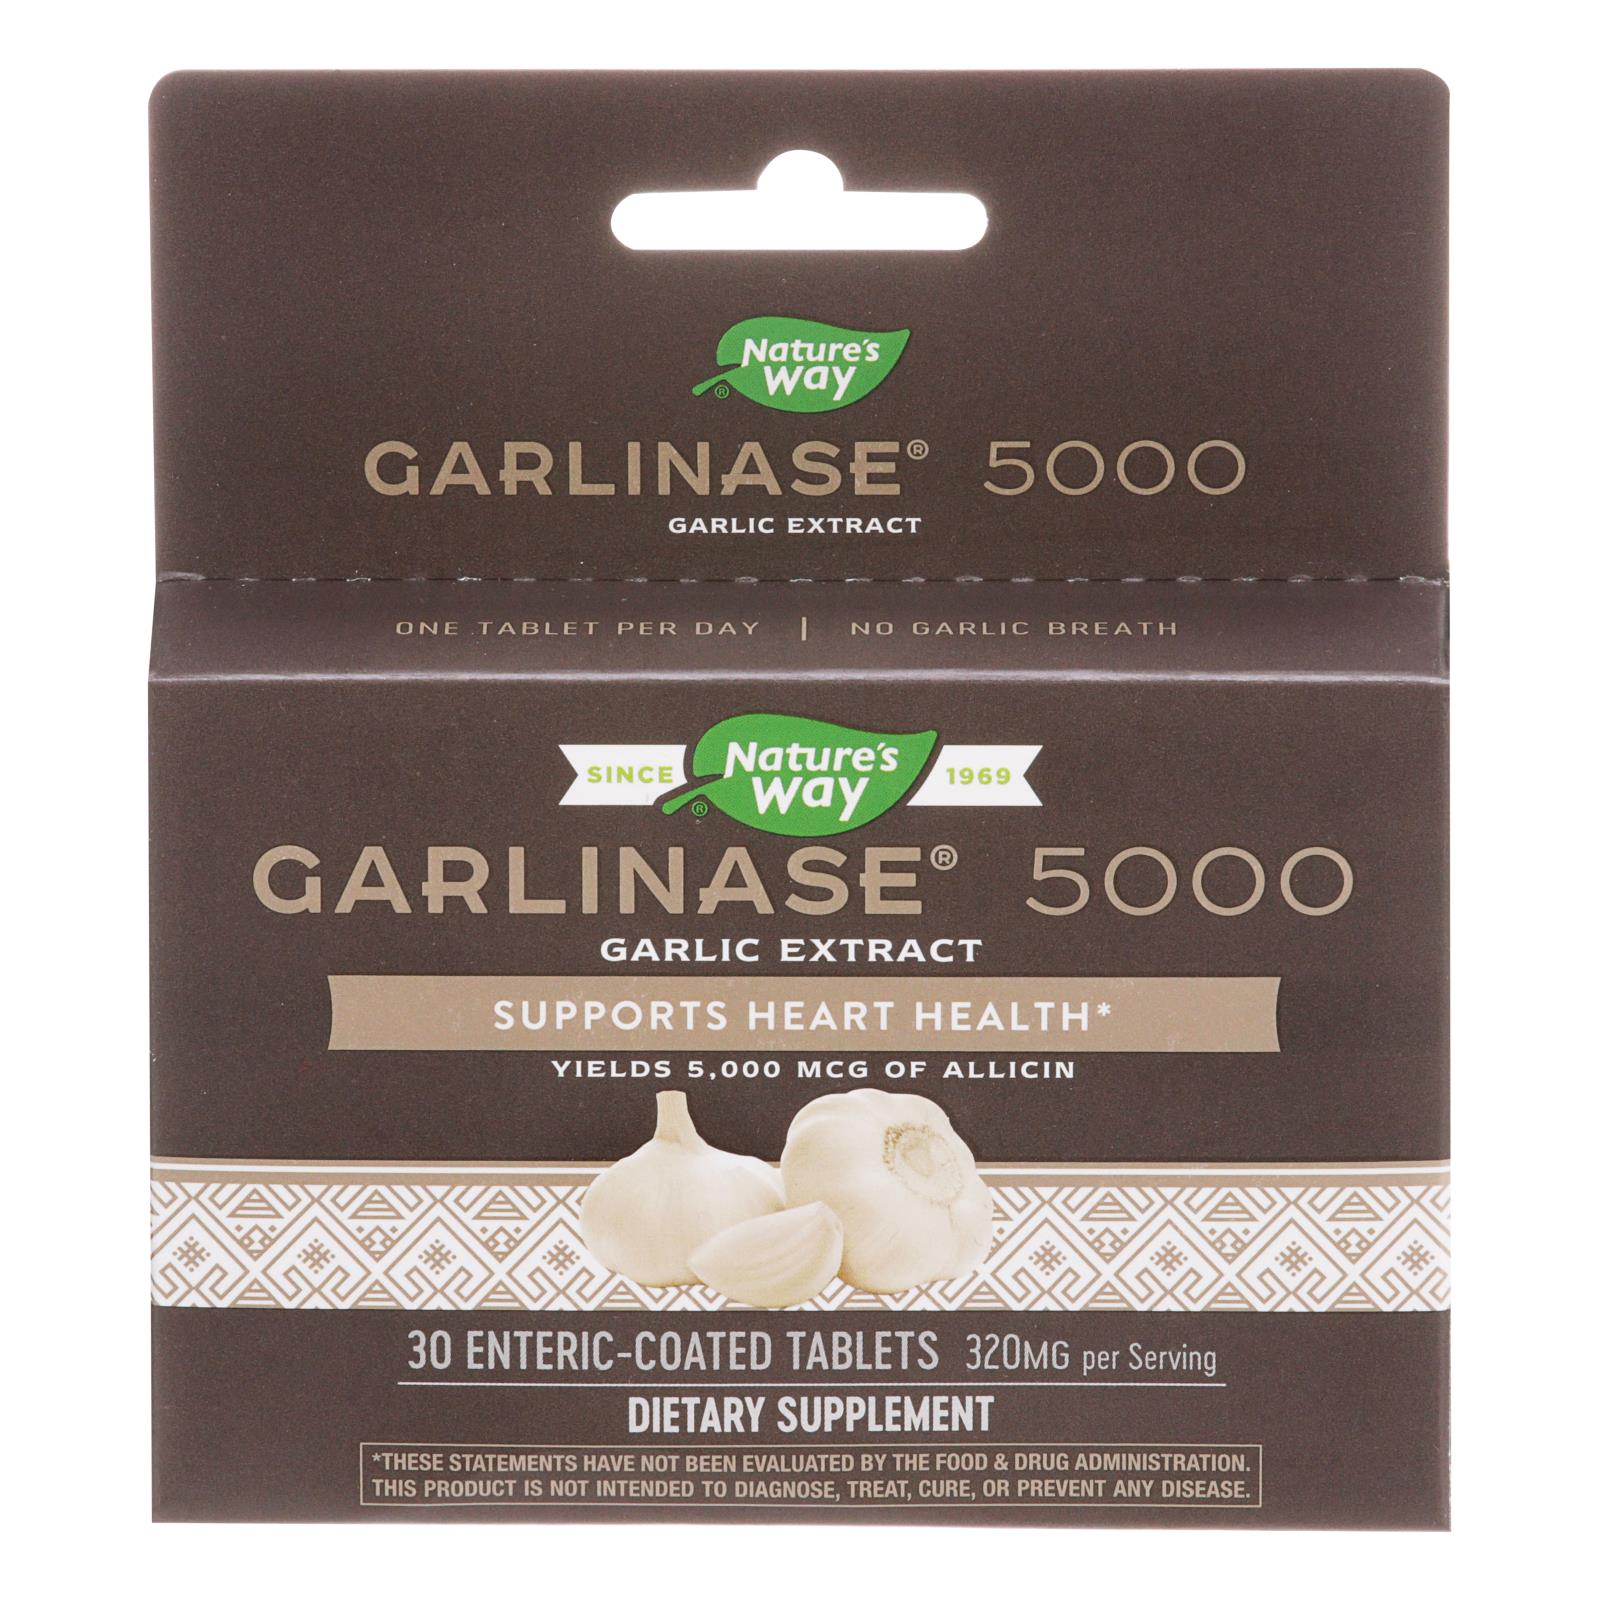 Nature's
Way®
GARLINASE® 5000
GARLIC EXTRACT
ONE TABLET PER DAY | NO GARLIC BREATH
SINCE Nature's 1969
Way®
GARLINASE® 5000
GARLIC EXTRACT
SUPPORTS HEART HEALTH*
YIELDS 5,000 MCG OF ALLICIN
30 ENTERIC-COATED TABLETS 320MG per Serving
DIETARY SUPPLEMENT
*THESE STATEMENTS HAVE NOT BEEN EVALUATED BY THE FOOD & DRUG ADMINISTRATION.
THIS PRODUCT IS NOT INTENDED TO DIAGNOSE, TREAT, CURE, OR PREVENT ANY DISEASE.